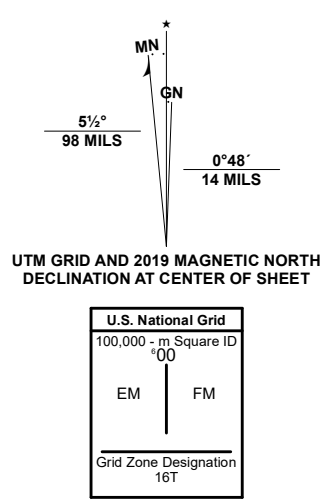 ★
MN
GN
5½°
98 MILS
0°48´
14 MILS
UTM GRID AND 2019 MAGNETIC NORTH
DECLINATION AT CENTER OF SHEET
U.S. National Grid
100,000 - m Square ID
⁶00
EM FM
Grid Zone Designation
16T